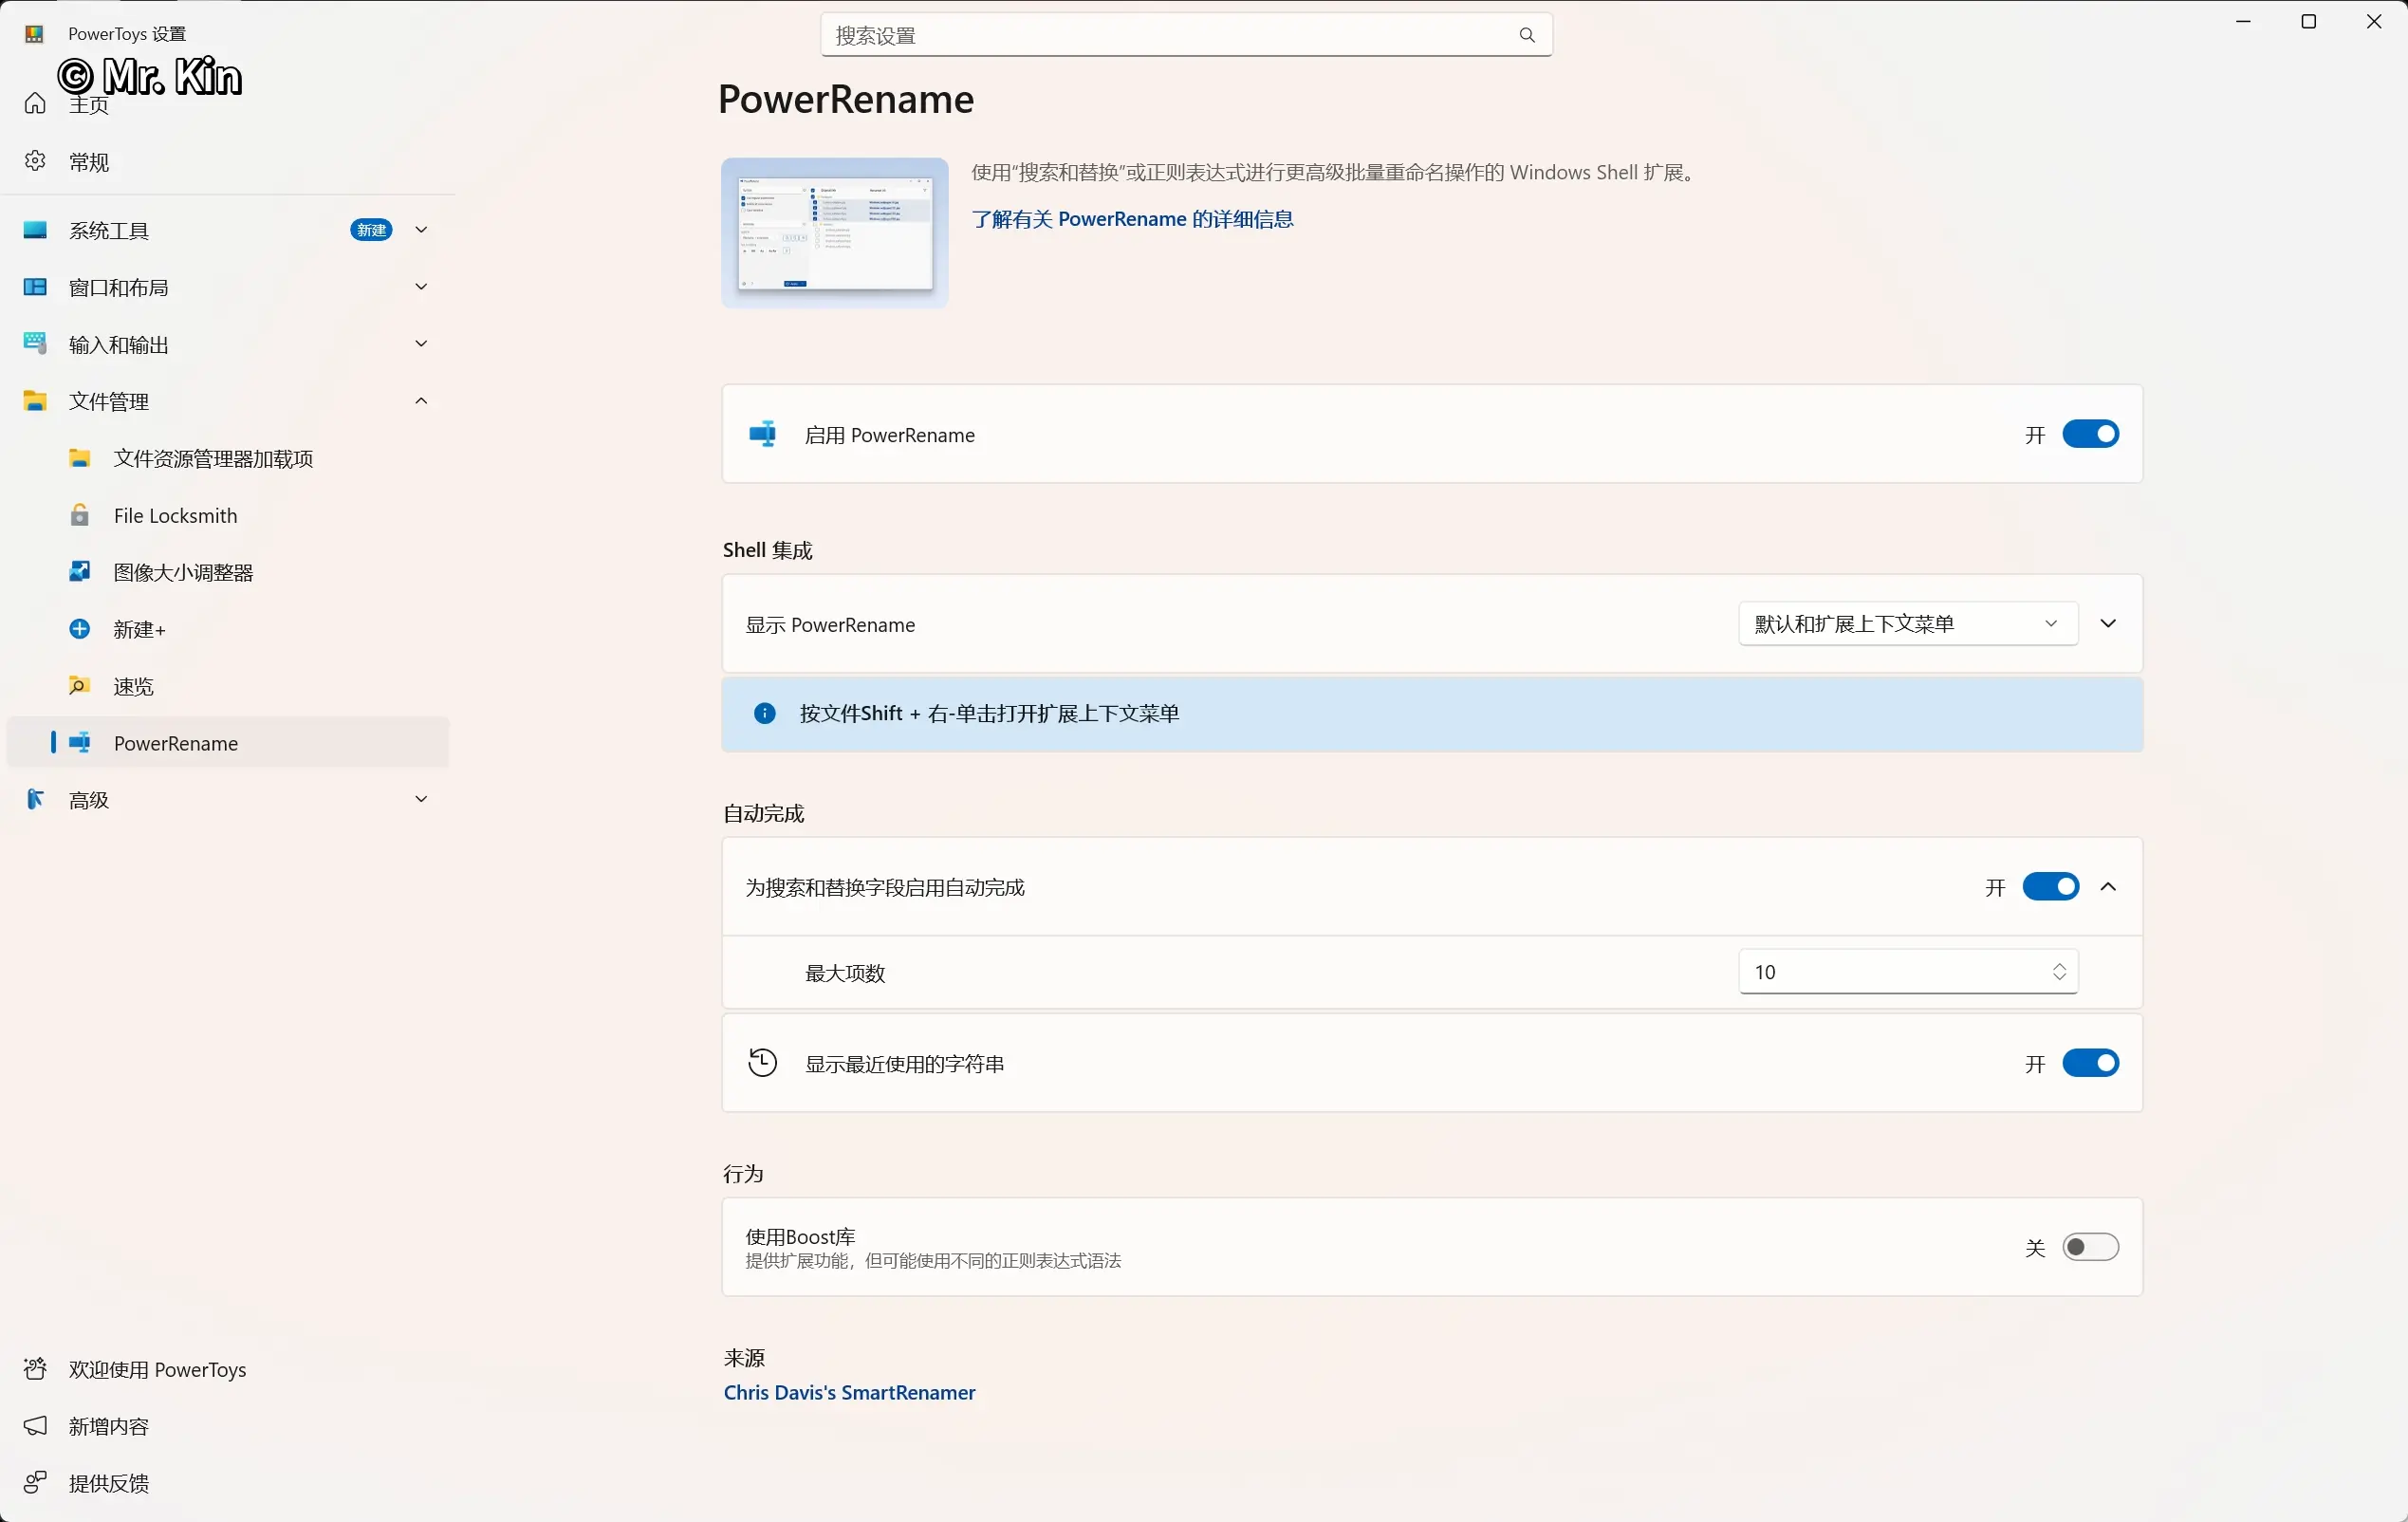 PowerToys 设置
© Mr. Kin
搜索设置
主页
常规
系统工具
新建
窗口和布局
输入和输出
文件管理
文件资源管理器加载项
File Locksmith
图像大小调整器
新建+
速览
PowerRename
高级
欢迎使用 PowerToys
新增内容
提供反馈
PowerRename
使用“搜索和替换”或正则表达式进行更高级批量重命名操作的 Windows Shell 扩展。
了解有关 PowerRename 的详细信息
启用 PowerRename
开
Shell 集成
显示 PowerRename
默认和扩展上下文菜单
按文件Shift + 右-单击打开扩展上下文菜单
自动完成
为搜索和替换字段启用自动完成
开
最大项数
10
显示最近使用的字符串
开
行为
使用Boost库
提供扩展功能，但可能使用不同的正则表达式语法
关
来源
Chris Davis's SmartRenamer